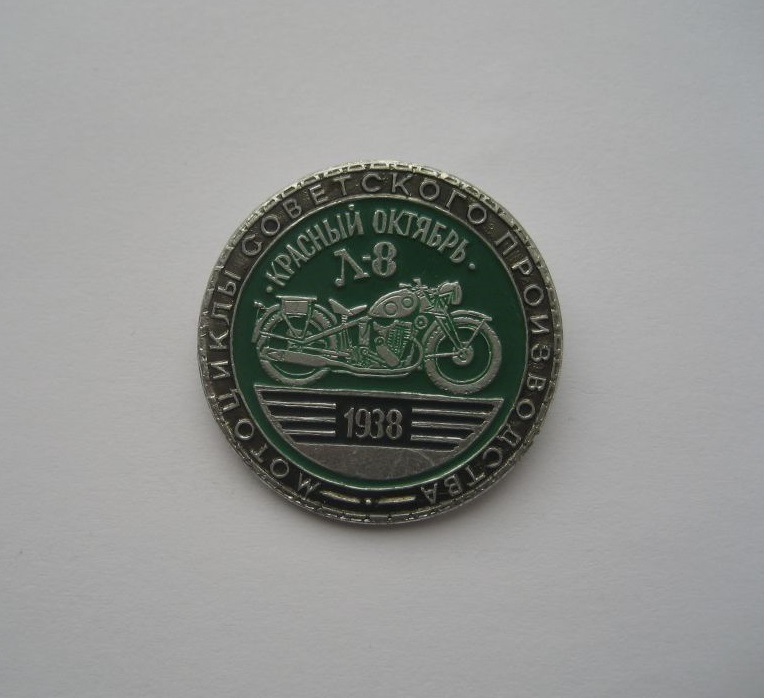 МОТОЦИКЛЫ СОВЕТСКОГО ПРОИЗВОДСТВА
· КРАСНЫЙ ОКТЯБРЬ ·
Л-8
1938